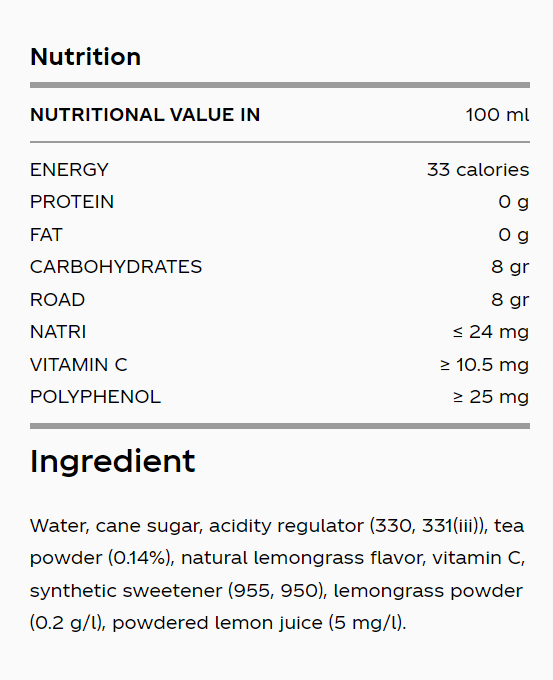 Nutrition
NUTRITIONAL VALUE IN 100 ml
ENERGY 33 calories
PROTEIN 0 g
FAT 0 g
CARBOHYDRATES 8 gr
ROAD 8 gr
NATRI ≤ 24 mg
VITAMIN C ≥ 10.5 mg
POLYPHENOL ≥ 25 mg
Ingredient
Water, cane sugar, acidity regulator (330, 331(iii)), tea
powder (0.14%), natural lemongrass flavor, vitamin C,
synthetic sweetener (955, 950), lemongrass powder
(0.2 g/l), powdered lemon juice (5 mg/l).